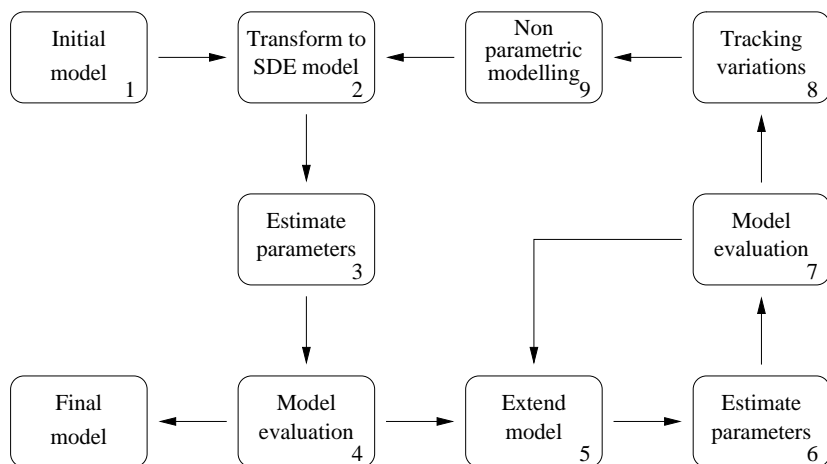 Initial
model
1
Transform to
SDE model
2
Non
parametric
modelling
9
Tracking
variations
8
Estimate
parameters
3
Model
evaluation
7
Final
model
Model
evaluation
4
Extend
model
5
Estimate
parameters
6